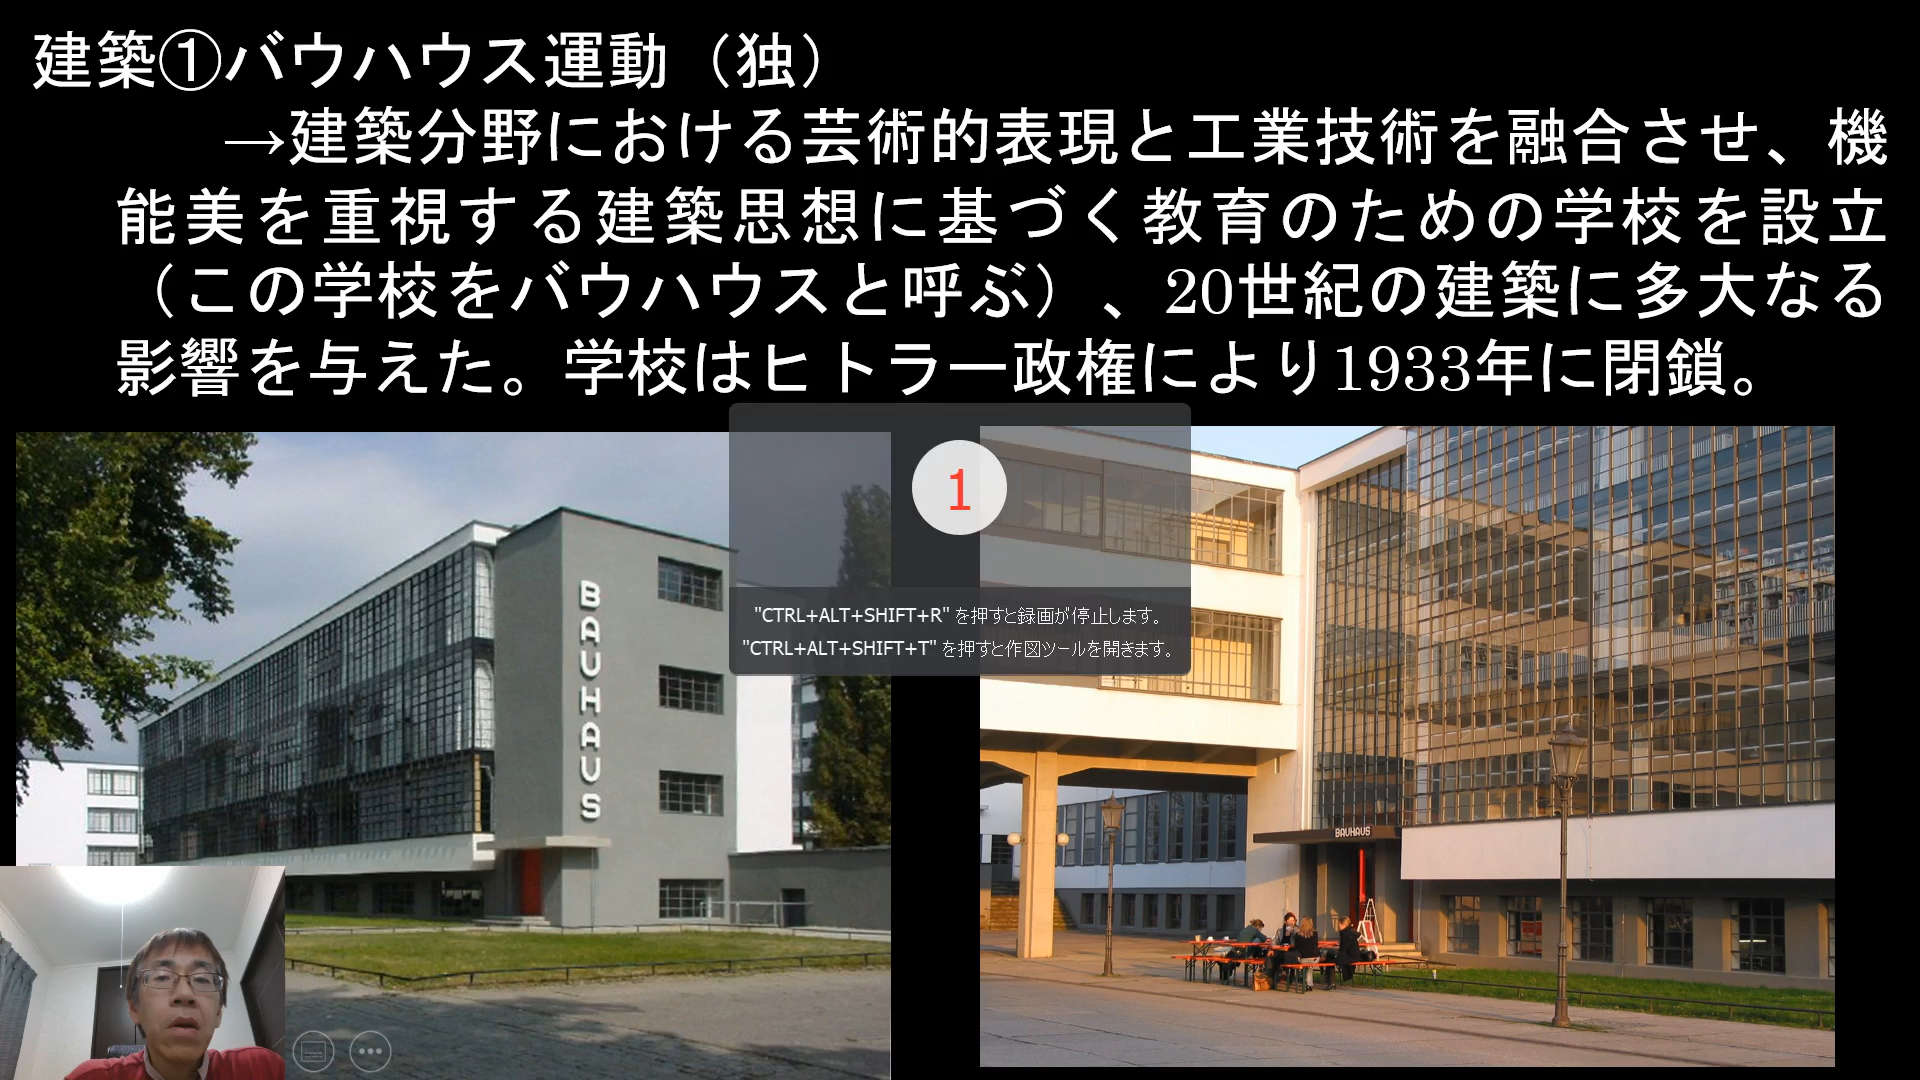 建築①バウハウス運動（独）
→建築分野における芸術的表現と工業技術を融合させ、機
能美を重視する建築思想に基づく教育のための学校を設立
（この学校をバウハウスと呼ぶ）、20世紀の建築に多大なる
影響を与えた。学校はヒトラー政権により1933年に閉鎖。
1
"CTRL+ALT+SHIFT+R" を押すと録画が停止します。
"CTRL+ALT+SHIFT+T" を押すと作図ツールを開きます。
BAUHAUS
BAUHAUS